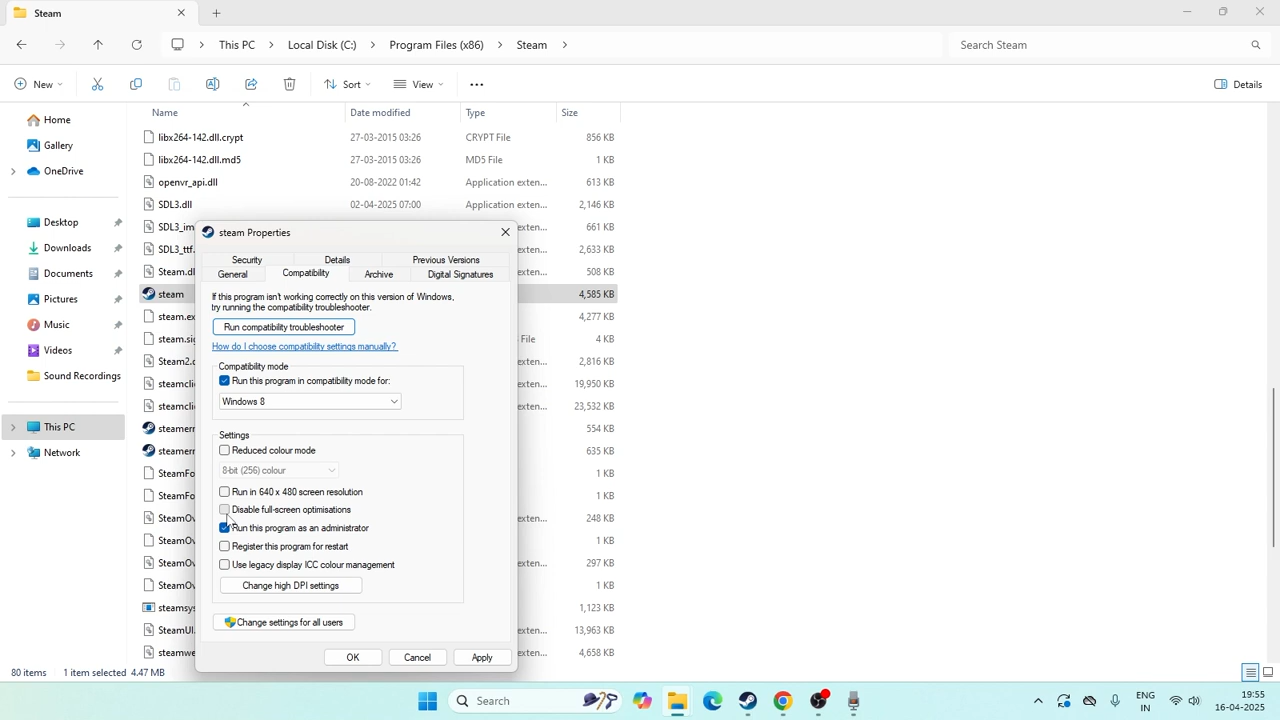 Steam
This PC > Local Disk (C:) > Program Files (x86) > Steam >
Search Steam
New
Sort
View
Details
Home
Gallery
OneDrive
Desktop
Downloads
Documents
Pictures
Music
Videos
Sound Recordings
This PC
Network
Name Date modified Type Size
libx264-142.dll.crypt 27-03-2015 03:26 CRYPT File 856 KB
libx264-142.dll.md5 27-03-2015 03:26 MD5 File 1 KB
openvr_api.dll 20-08-2022 01:42 Application exten... 613 KB
SDL3.dll 02-04-2025 07:00 Application exten... 2,146 KB
SDL3_im exten... 661 KB
SDL3_ttf. exten... 2,633 KB
Steam.dl exten... 508 KB
steam 4,585 KB
steam.ex 4,277 KB
steam.si File 4 KB
Steam2.c exten... 2,816 KB
steamcli exten... 19,950 KB
steamcli exten... 23,532 KB
steamerr 554 KB
steamerr 635 KB
SteamFo 1 KB
SteamFo 1 KB
SteamOv exten... 248 KB
SteamOv 1 KB
SteamOv exten... 297 KB
SteamOv 1 KB
steamsys 1,123 KB
SteamUI. exten... 13,963 KB
steamwe exten... 4,658 KB
steam Properties
Security Details Previous Versions
General Compatibility Archive Digital Signatures
If this program isn't working correctly on this version of Windows,
try running the compatibility troubleshooter.
Run compatibility troubleshooter
How do I choose compatibility settings manually?
Compatibility mode
Run this program in compatibility mode for:
Windows 8
Settings
Reduced colour mode
8-bit (256) colour
Run in 640 x 480 screen resolution
Disable full-screen optimisations
Run this program as an administrator
Register this program for restart
Use legacy display ICC colour management
Change high DPI settings
Change settings for all users
OK Cancel Apply
80 items 1 item selected 4.47 MB
Search
ENG
IN
19:55
16-04-2025